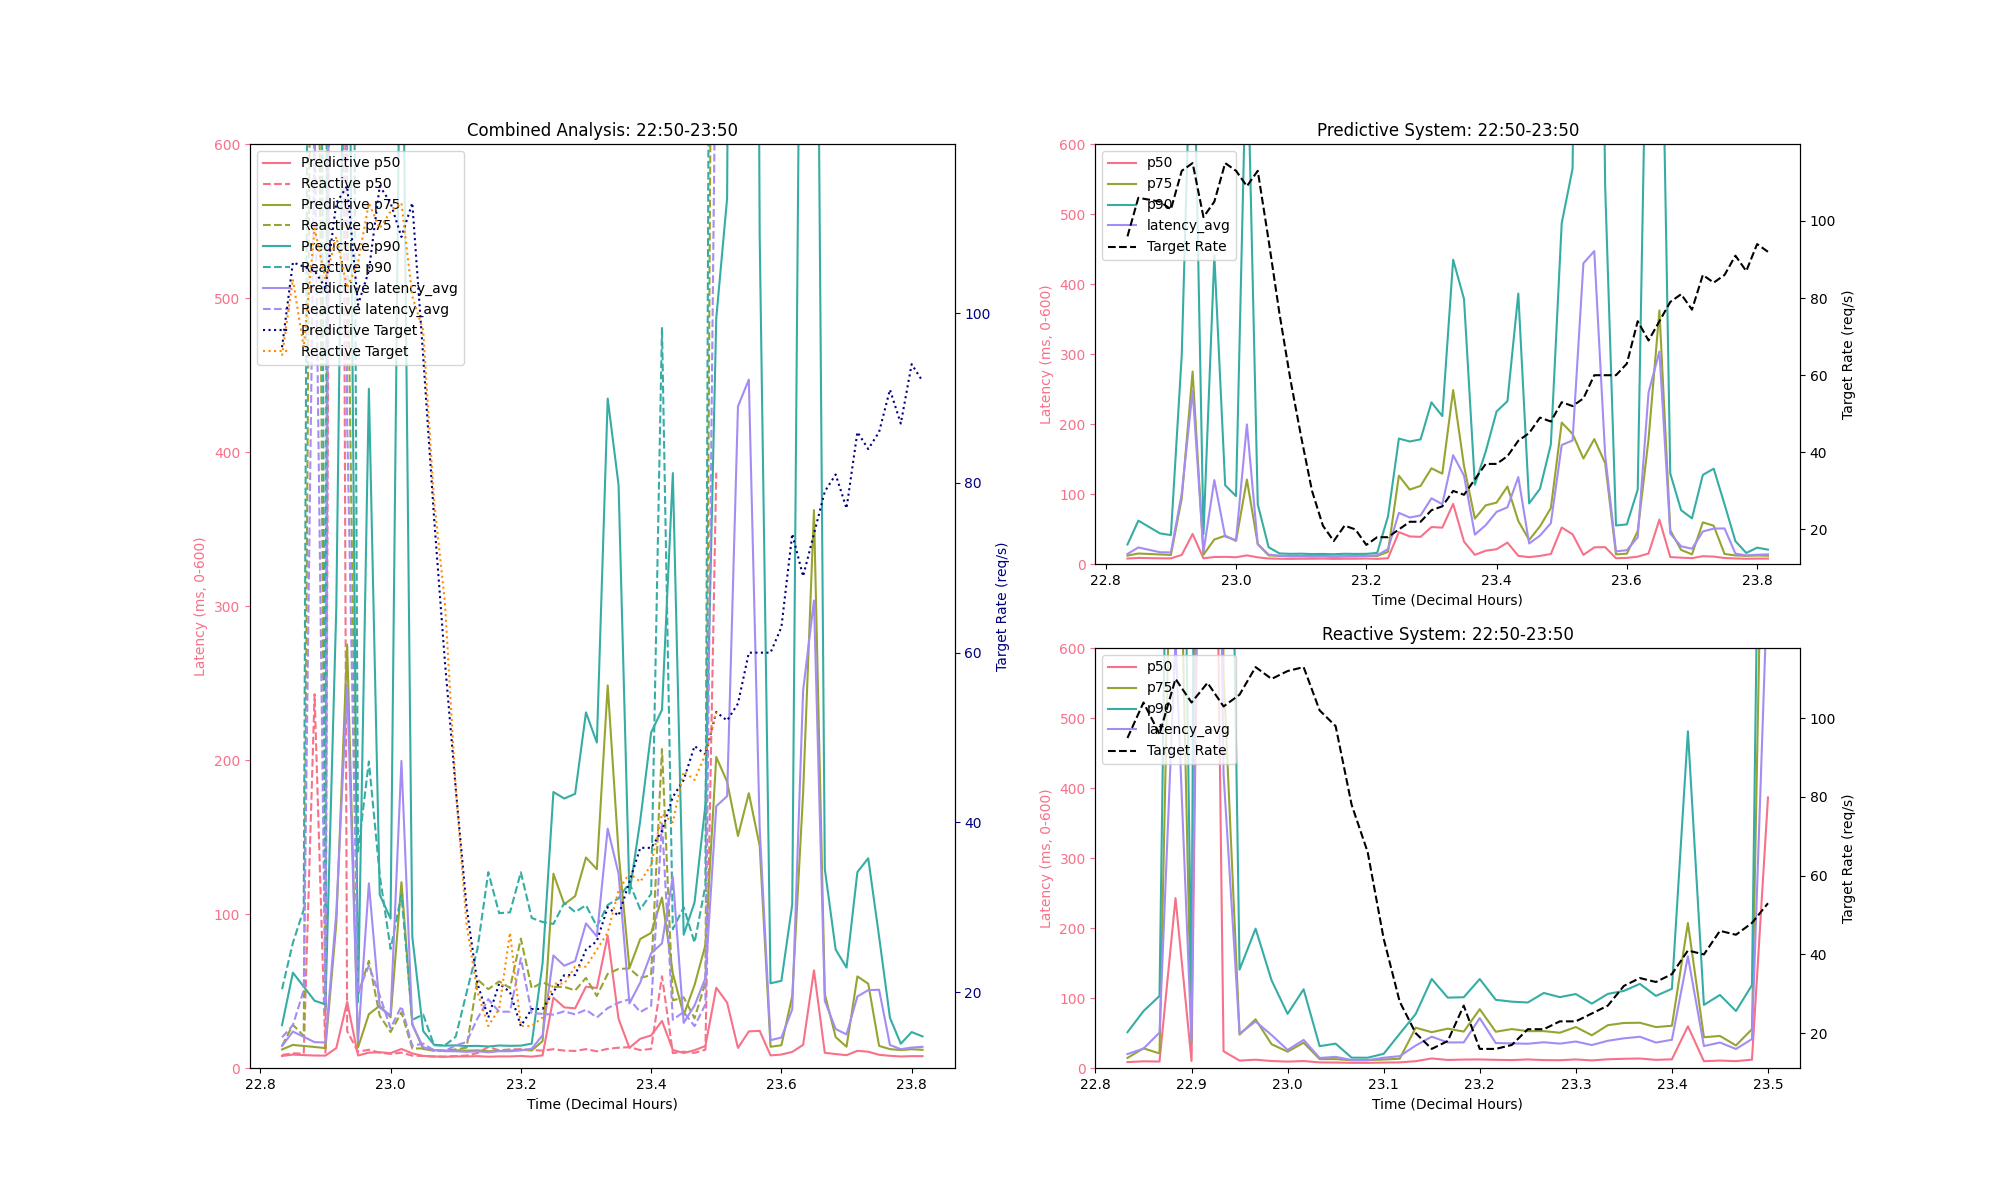 Combined Analysis: 22:50-23:50
600
500
400
300
200
100
0
Latency (ms, 0-600)
Predictive p50
Reactive p50
Predictive p75
Reactive p75
Predictive p90
Reactive p90
Predictive latency_avg
Reactive latency_avg
Predictive Target
Reactive Target
100
80
60
40
20
Target Rate (req/s)
22.8 23.0 23.2 23.4 23.6 23.8
Time (Decimal Hours)
Predictive System: 22:50-23:50
600
500
400
300
200
100
0
Latency (ms, 0-600)
p50
p75
p90
latency_avg
Target Rate
100
80
60
40
20
Target Rate (req/s)
22.8 23.0 23.2 23.4 23.6 23.8
Time (Decimal Hours)
Reactive System: 22:50-23:50
600
500
400
300
200
100
0
Latency (ms, 0-600)
p50
p75
p90
latency_avg
Target Rate
100
80
60
40
20
Target Rate (req/s)
22.8 22.9 23.0 23.1 23.2 23.3 23.4 23.5
Time (Decimal Hours)